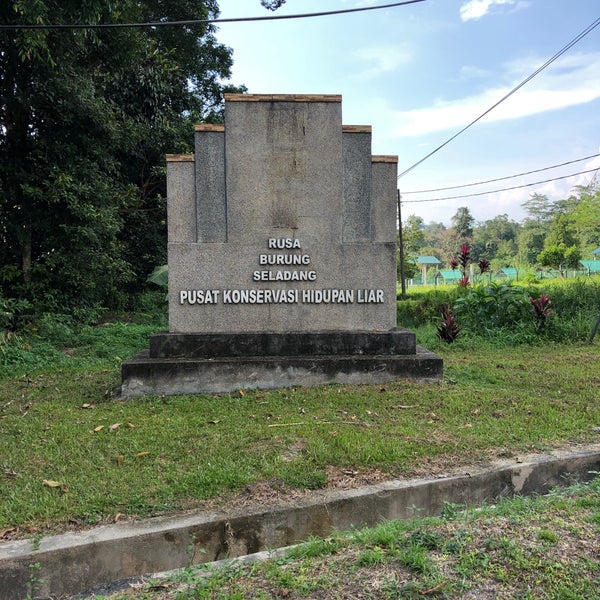 RUSA
BURUNG
SELADANG
PUSAT KONSERVASI HIDUPAN LIAR